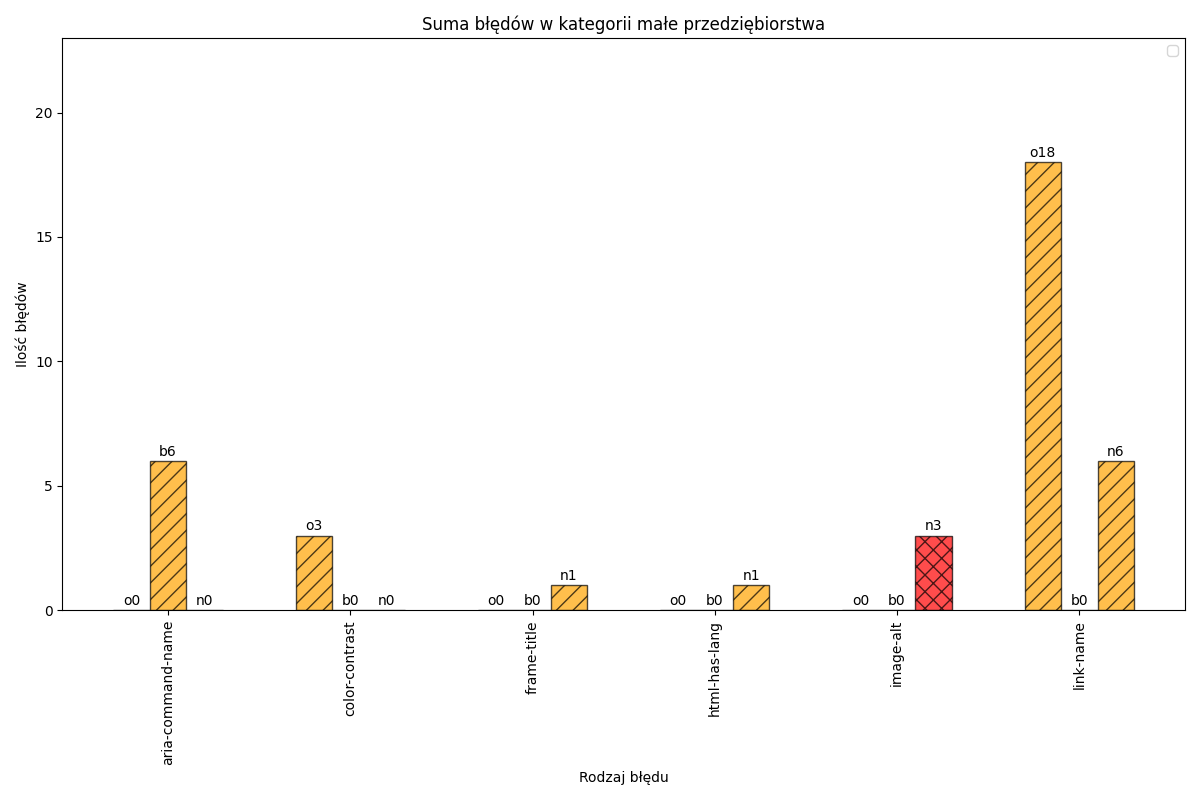 Suma błędów w kategorii małe przedziębiorstwa
Ilość błędów
20
15
10
5
0
o0
b6
n0
o3
b0
n0
o0
b0
n1
o0
b0
n1
o0
b0
n3
o18
b0
n6
aria-command-name
color-contrast
frame-title
html-has-lang
image-alt
link-name
Rodzaj błędu